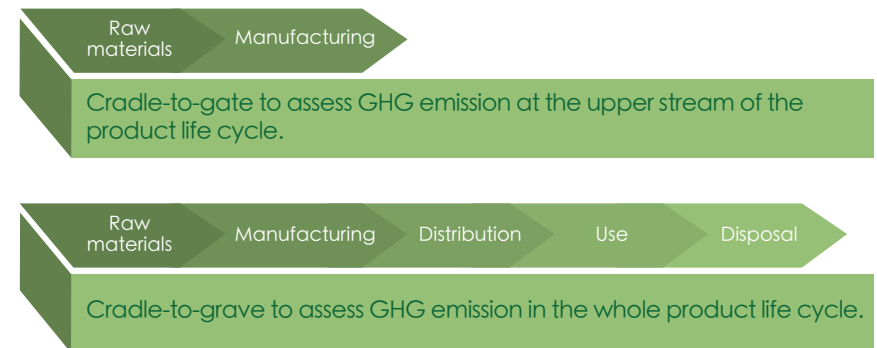 Raw
materials
Manufacturing
Cradle-to-gate to assess GHG emission at the upper stream of the
product life cycle.
Raw
materials
Manufacturing
Distribution
Use
Disposal
Cradle-to-grave to assess GHG emission in the whole product life cycle.